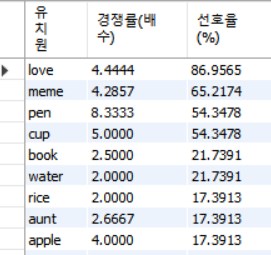 유치원 경쟁률(배수) 선호율(%)
love 4.4444 86.9565
meme 4.2857 65.2174
pen 8.3333 54.3478
cup 5.0000 54.3478
book 2.5000 21.7391
water 2.0000 21.7391
rice 2.0000 17.3913
aunt 2.6667 17.3913
apple 4.0000 17.3913